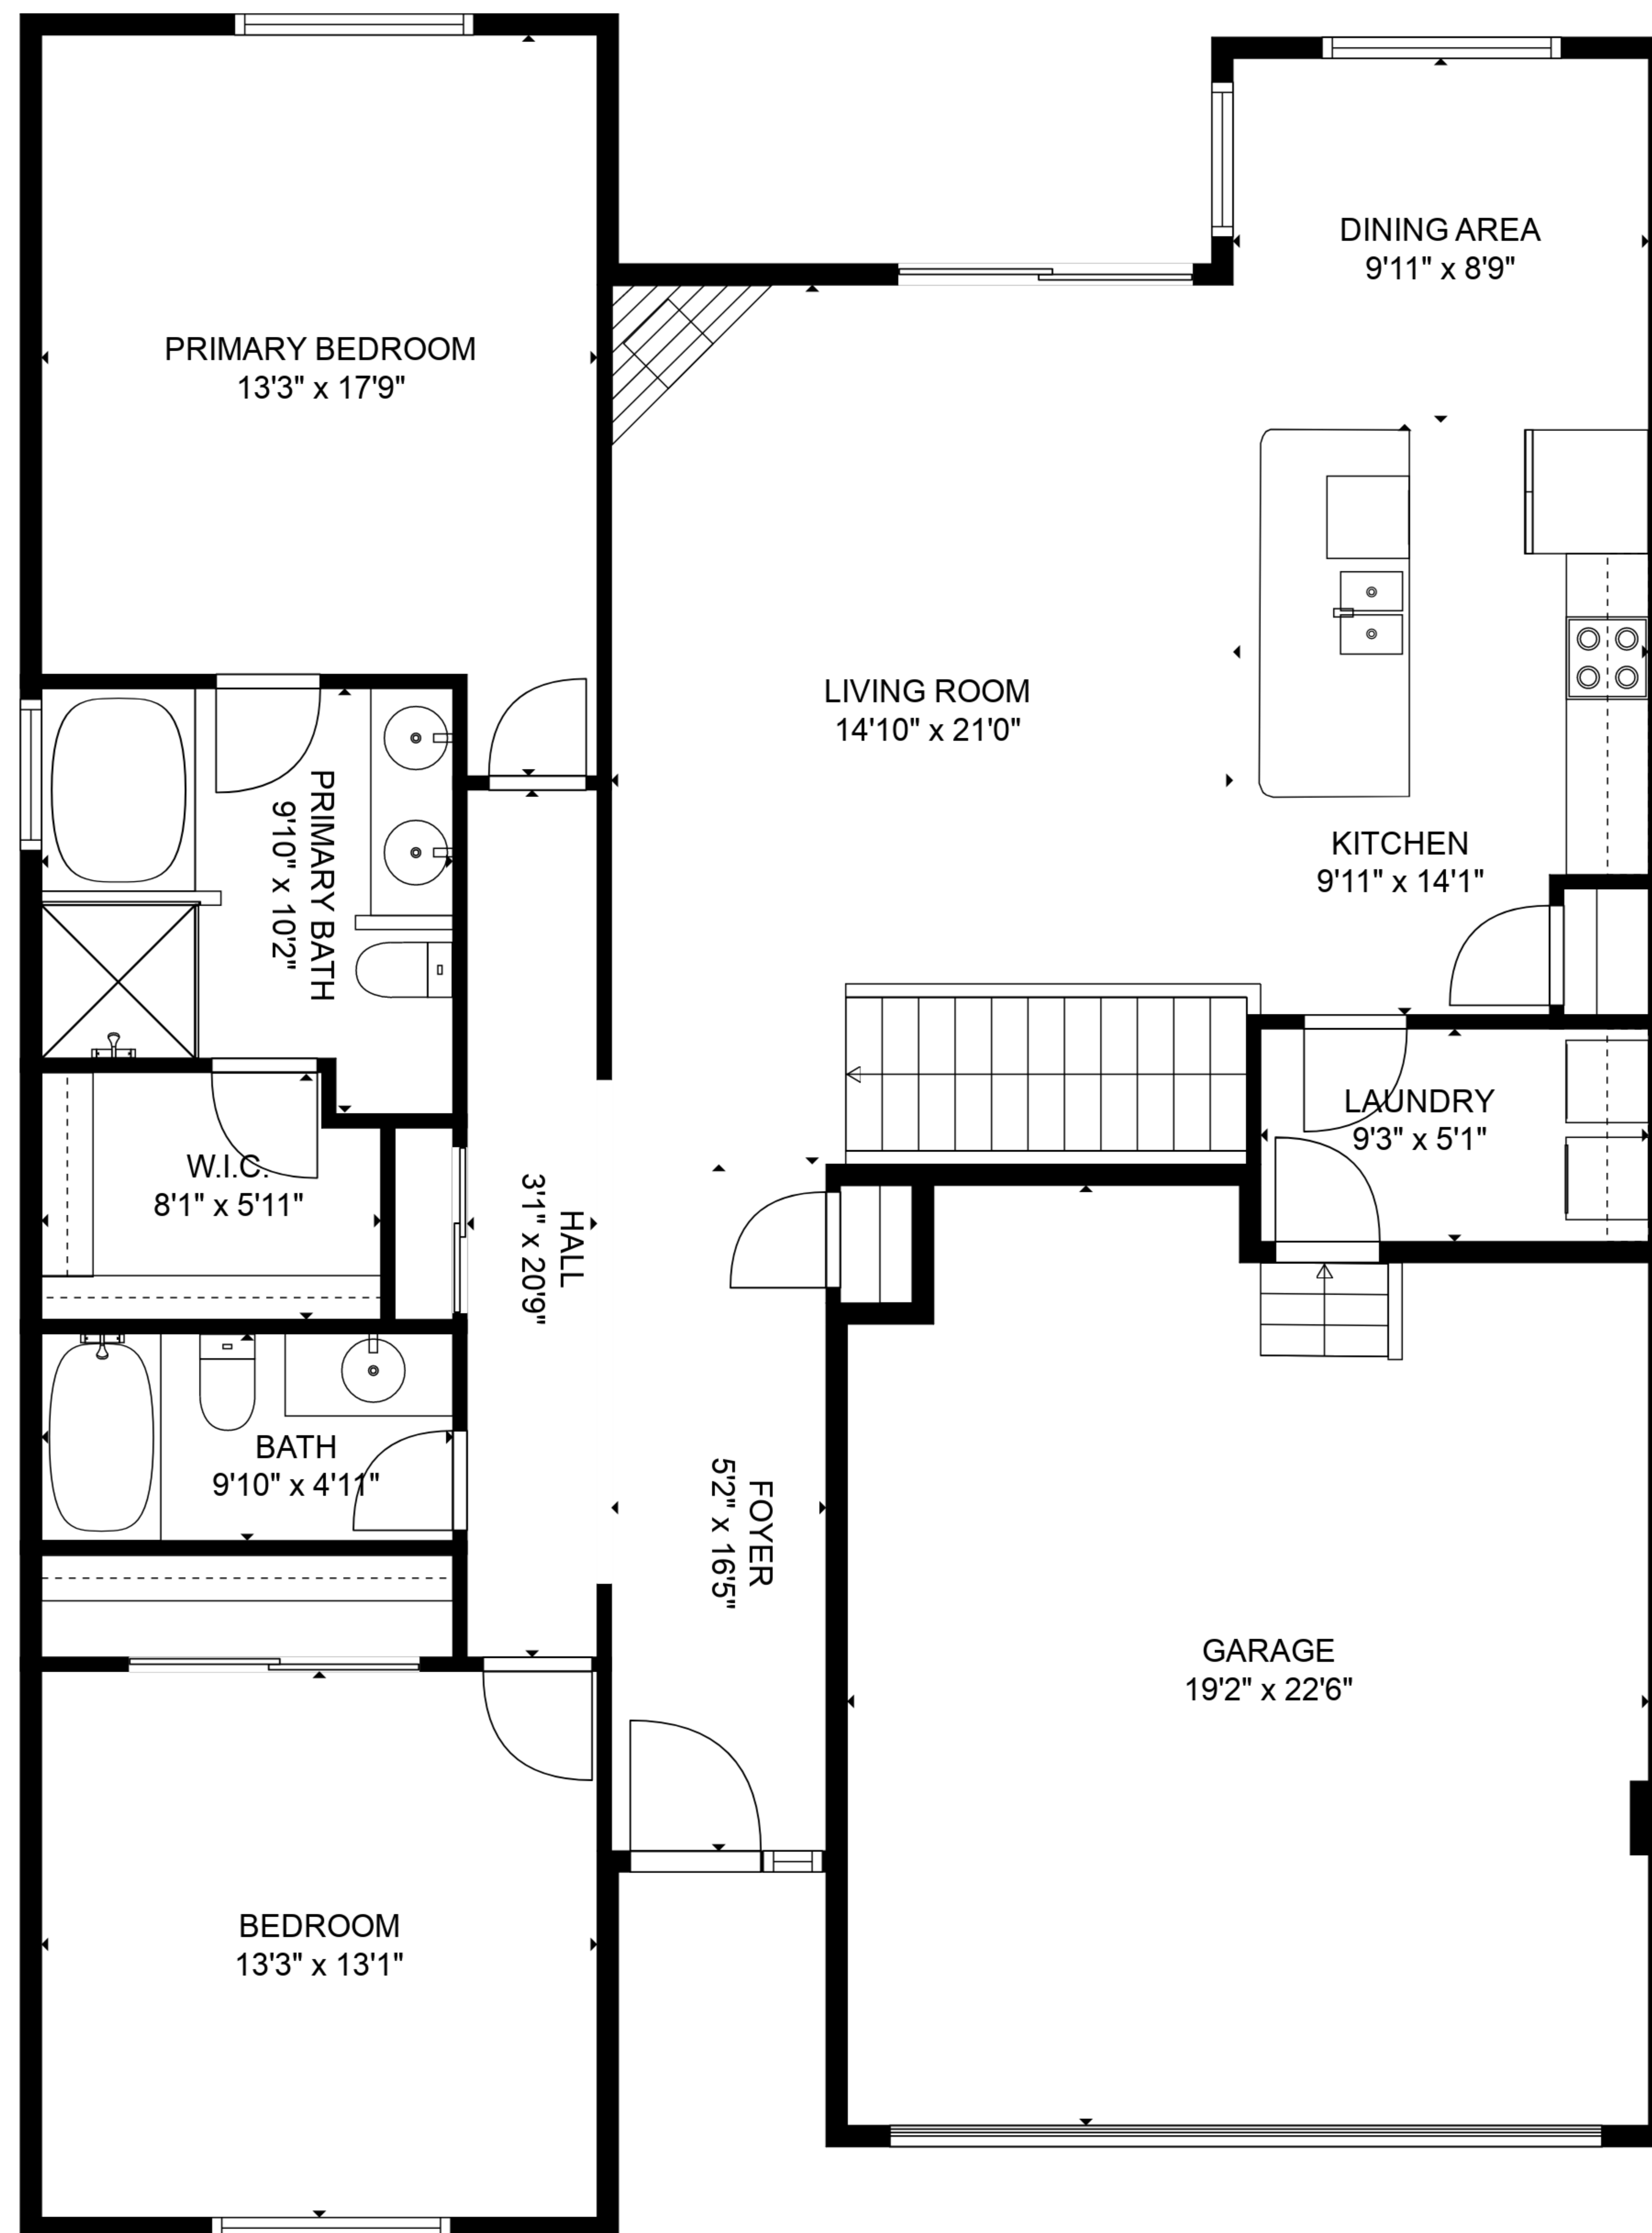 DINING AREA
9'11" x 8'9"
PRIMARY BEDROOM
13'3" x 17'9"
LIVING ROOM
14'10" x 21'0"
PRIMARY BATH
9'10" x 10'2"
KITCHEN
9'11" x 14'1"
LAUNDRY
9'3" x 5'1"
W.I.C.
8'1" x 5'11"
HALL
3'1" x 20'9"
BATH
9'10" x 4'11"
FOYER
5'2" x 16'5"
GARAGE
19'2" x 22'6"
BEDROOM
13'3" x 13'1"